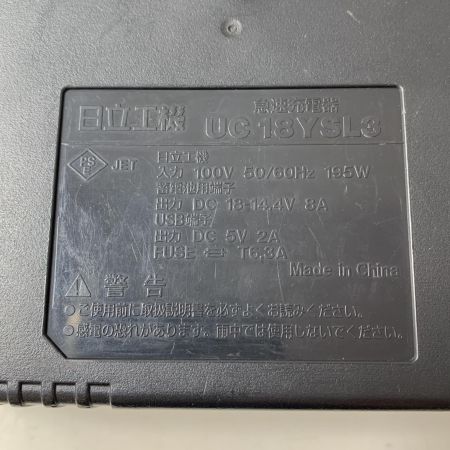 日立工機
急速充電器
UC 18YSL3
PS
E
JET
日立工機
入力 100V 50/60Hz 195W
蓄電池用端子
出力 DC 18-14.4V 8A
USB端子
出力 DC 5V 2A
FUSE T6.3A
Made in China
警告
○ご使用前に取扱説明書を必ずよくお読みください。
○感電の恐れがあります。雨中では使用しないでください。